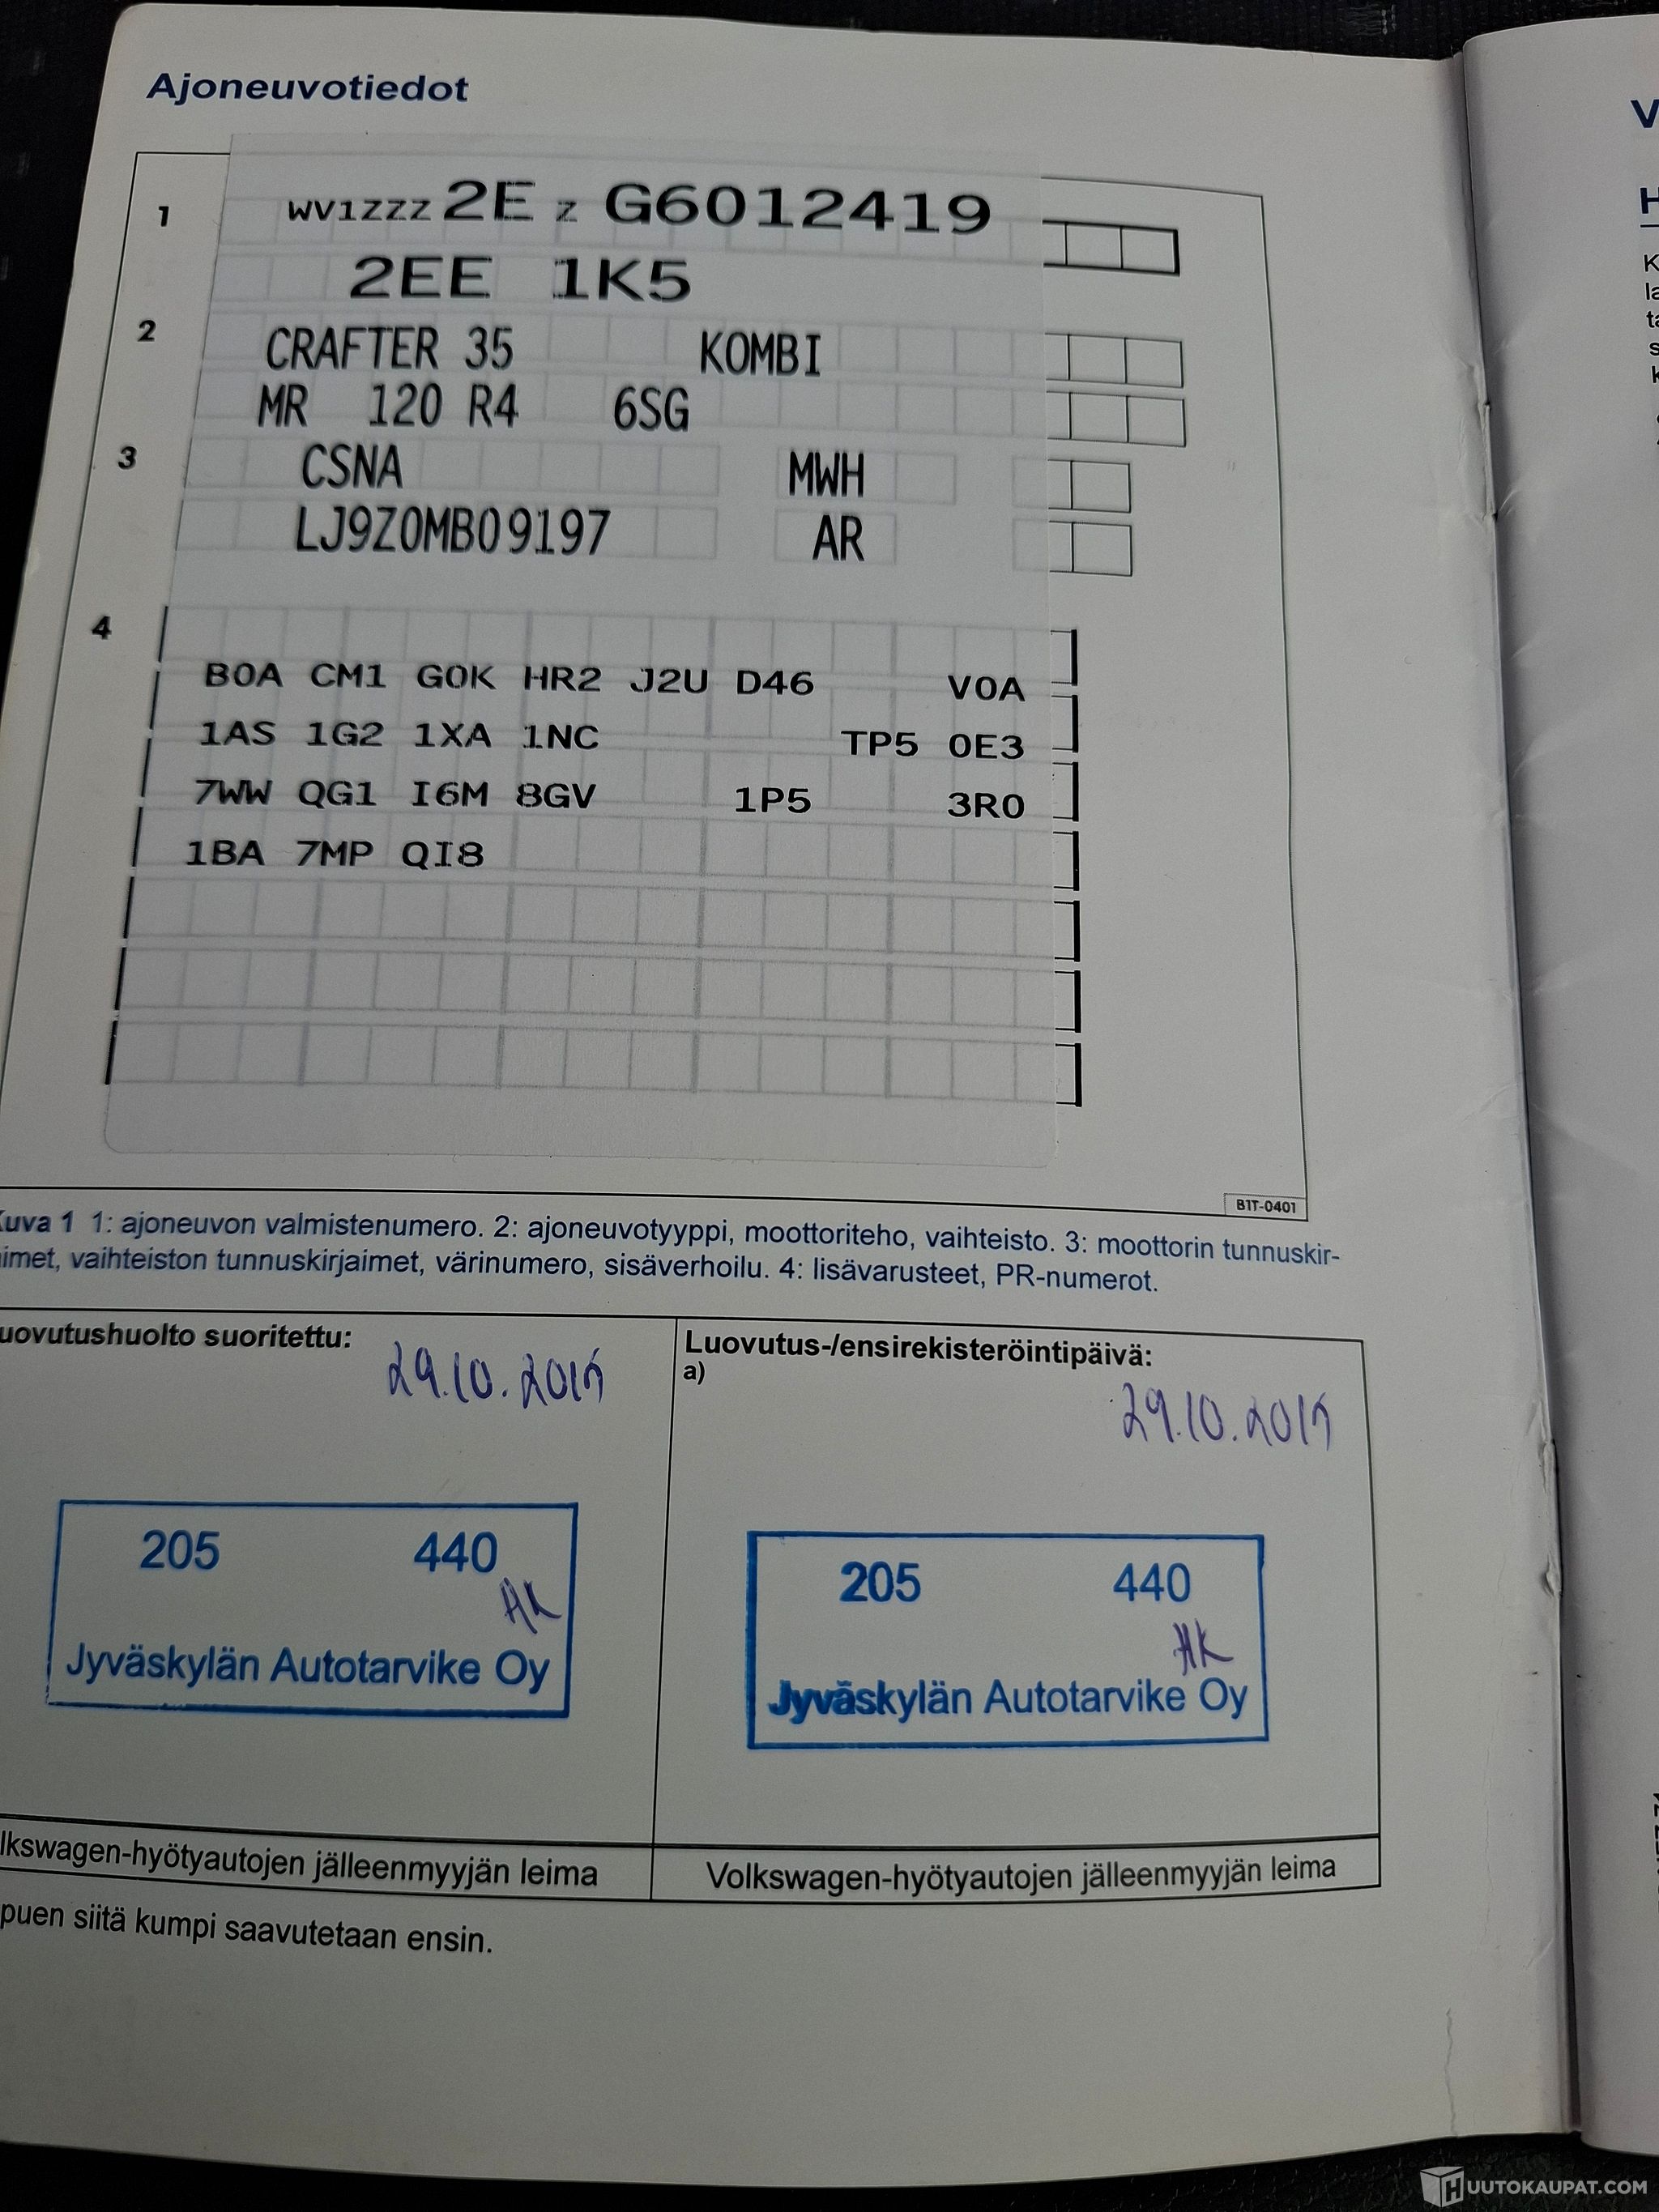 Ajoneuvotiedot
1 WV1ZZZ 2E Z G6012419
2EE 1K5
2 CRAFTER 35 KOMBI
MR 120 R4 6SG
3 CSNA MWH
LJ9Z0MB09197 AR
4
B0A CM1 G0K HR2 J2U D46 V0A
1AS 1G2 1XA 1NC TP5 0E3
7WW QG1 I6M 8GV 1P5 3R0
1BA 7MP QI8
B1T-0401
Kuva 1 1: ajoneuvon valmistenumero. 2: ajoneuvotyyppi, moottoriteho, vaihteisto. 3: moottorin tunnuskir-
imet, vaihteiston tunnuskirjaimet, värinumero, sisäverhoilu. 4: lisävarusteet, PR-numerot.
uovutushuolto suoritettu:
29.10.2015
Luovutus-/ensirekisteröintipäivä:
a)
29.10.2015
205 440
HK
Jyväskylän Autotarvike Oy
205 440
HK
Jyväskylän Autotarvike Oy
lkswagen-hyötyautojen jälleenmyyjän leima
Volkswagen-hyötyautojen jälleenmyyjän leima
puen siitä kumpi saavutetaan ensin.
HUUTOKAUPAT.COM